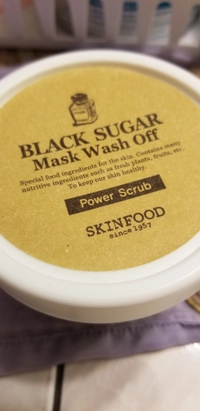 BLACK SUGAR
Mask Wash Off
Special food ingredients for the skin. Contains many
nutritive ingredients such as fresh plants, fruits, etc.
To keep our skin healthy.
Power Scrub
SKINFOOD
since 1957